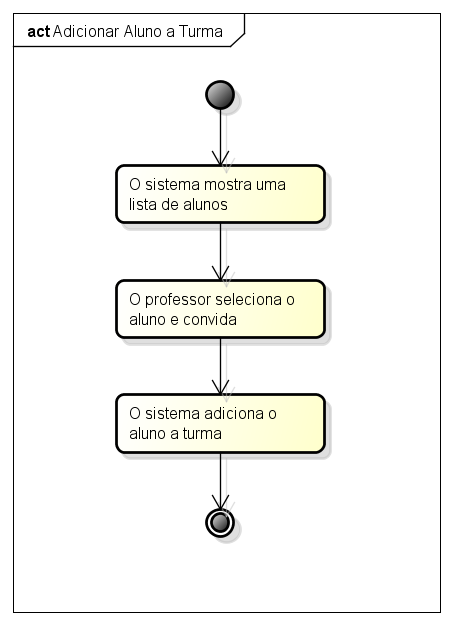 act Adicionar Aluno a Turma
O sistema mostra uma
lista de alunos
O professor seleciona o
aluno e convida
O sistema adiciona o
aluno a turma